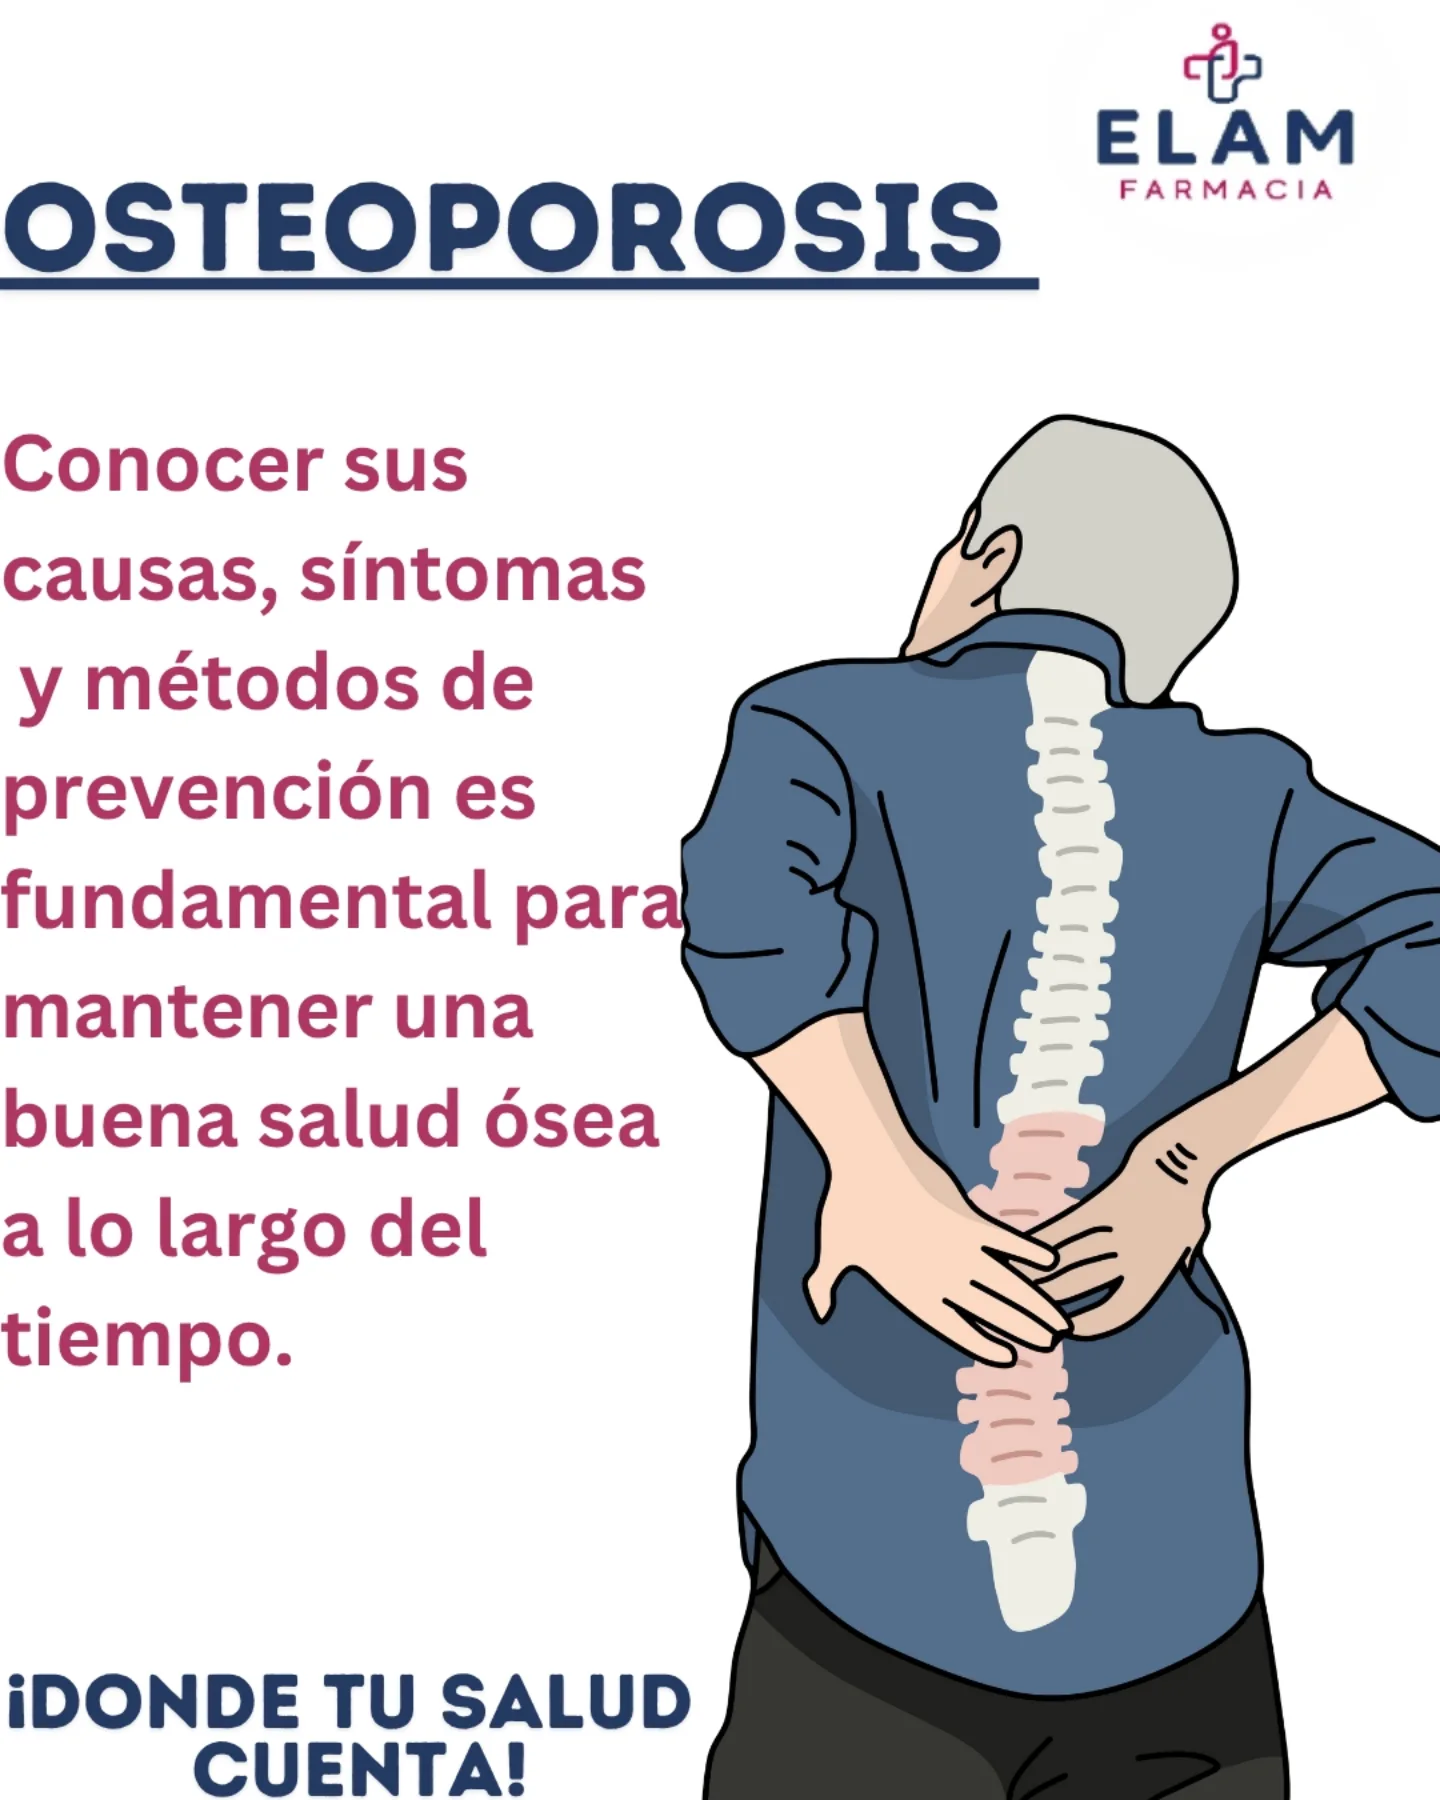 ELAM
FARMACIA
OSTEOPOROSIS
Conocer sus
causas, síntomas
y métodos de
prevención es
fundamental para
mantener una
buena salud ósea
a lo largo del
tiempo.
¡DONDE TU SALUD
CUENTA!